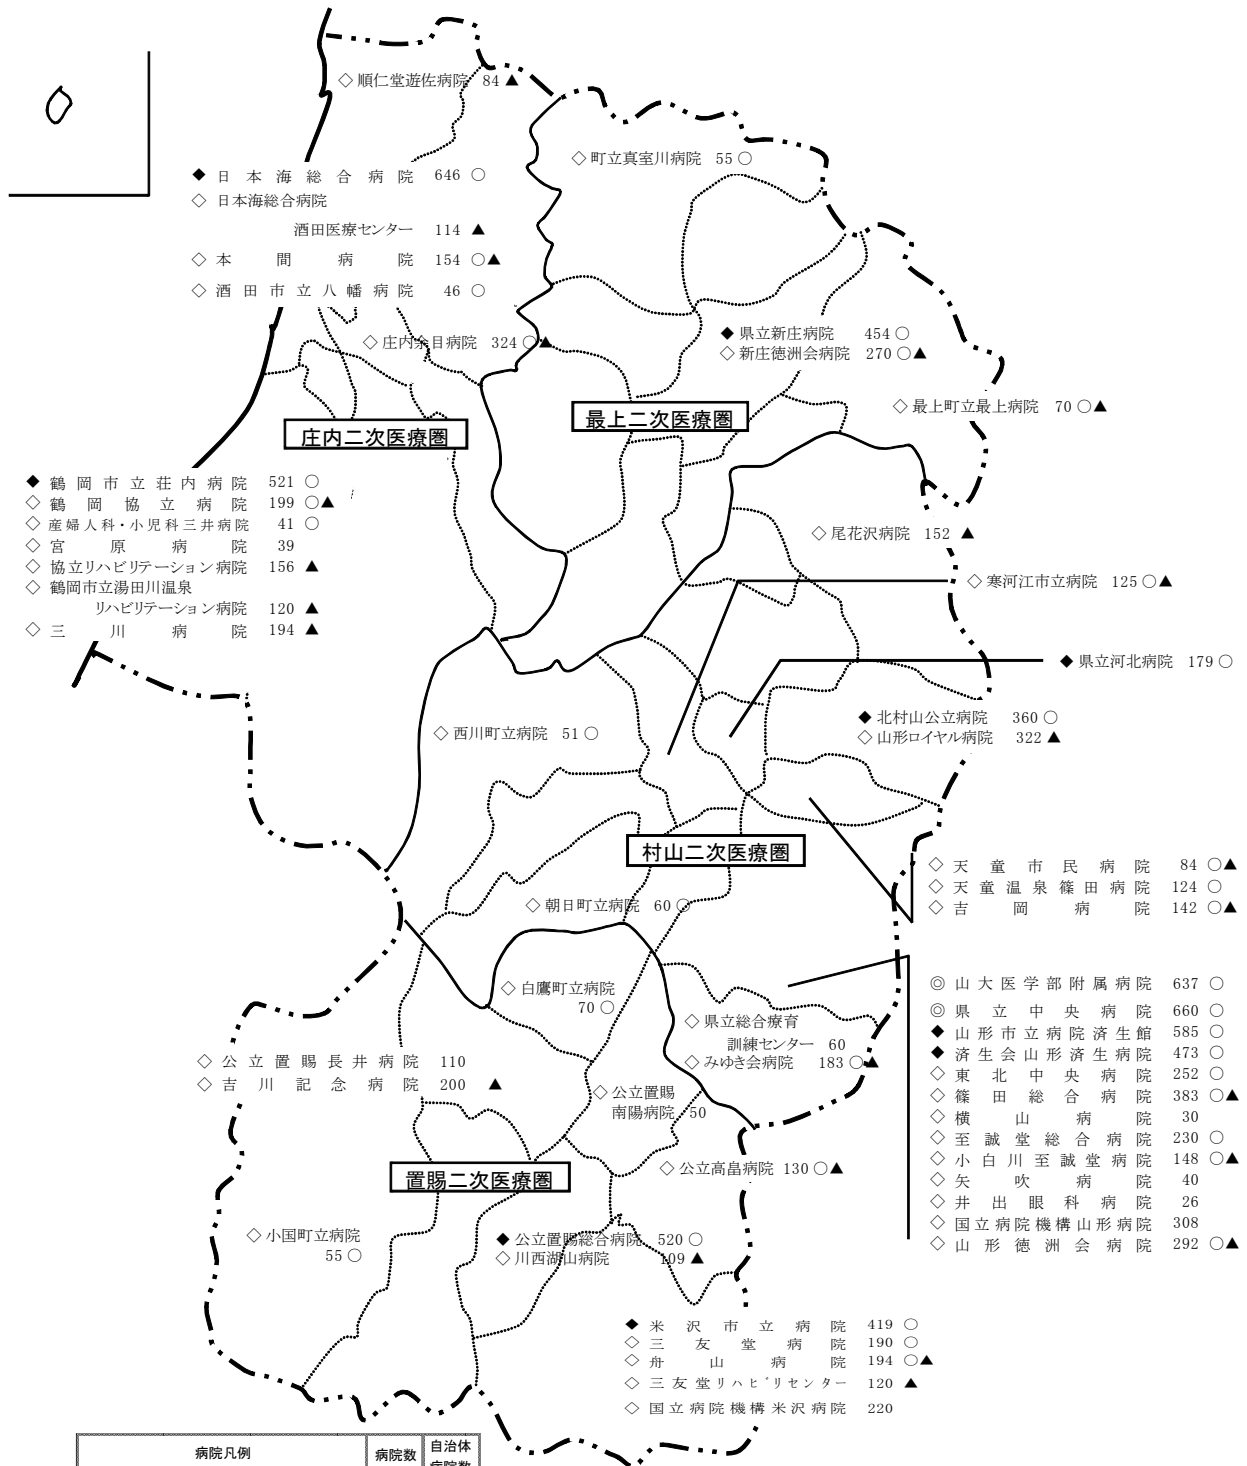 ◇ 順仁堂遊佐病院 84 ▲
◇ 町立真室川病院 55 ○
◆ 日本海総合病院 646 ○
◇ 日本海総合病院
酒田医療センター 114 ▲
◇ 本間病院 154 ○▲
◇ 酒田市立八幡病院 46 ○
◇ 庄内余目病院 324 ○▲
◆ 県立新庄病院 454 ○
◇ 新庄徳洲会病院 270 ○▲
◇ 最上町立最上病院 70 ○▲
最上二次医療圏
庄内二次医療圏
◆ 鶴岡市立荘内病院 521 ○
◇ 鶴岡協立病院 199 ○▲
◇ 産婦人科・小児科三井病院 41 ○
◇ 宮原病院 39
◇ 協立リハビリテーション病院 156 ▲
◇ 鶴岡市立湯田川温泉
リハビリテーション病院 120 ▲
◇ 三川病院 194 ▲
◇ 尾花沢病院 152 ▲
◇ 寒河江市立病院 125 ○▲
◆ 県立河北病院 179 ○
◆ 北村山公立病院 360 ○
◇ 山形ロイヤル病院 322 ▲
◇ 西川町立病院 51 ○
村山二次医療圏
◇ 天童市民病院 84 ○▲
◇ 天童温泉篠田病院 124 ○
◇ 吉岡病院 142 ○▲
◇ 朝日町立病院 60 ○
◎ 山大医学部附属病院 637 ○
◎ 県立中央病院 660 ○
◆ 山形市立病院済生館 585 ○
◆ 済生会山形済生病院 473 ○
◇ 東北中央病院 252 ○
◇ 篠田総合病院 383 ○▲
◇ 横山病院 30
◇ 至誠堂総合病院 230 ○
◇ 小白川至誠堂病院 148 ○▲
◇ 矢吹病院 40
◇ 井出眼科病院 26
◇ 国立病院機構山形病院 308
◇ 山形徳洲会病院 292 ○▲
◇ 白鷹町立病院
70 ○
◇ 県立総合療育
訓練センター 60
◇ みゆき会病院 183 ○▲
◇ 公立置賜長井病院 110
◇ 吉川記念病院 200 ▲
◇ 公立置賜
南陽病院 50
◇ 公立高畠病院 130 ○▲
置賜二次医療圏
◇ 小国町立病院
55 ○
◆ 公立置賜総合病院 520 ○
◇ 川西湖山病院 109 ▲
◆ 米沢市立病院 419 ○
◇ 三友堂病院 190 ○
◇ 舟山病院 194 ○▲
◇ 三友堂リハビリセンター 120 ▲
◇ 国立病院機構米沢病院 220
病院凡例 病院数 自治体
病院数